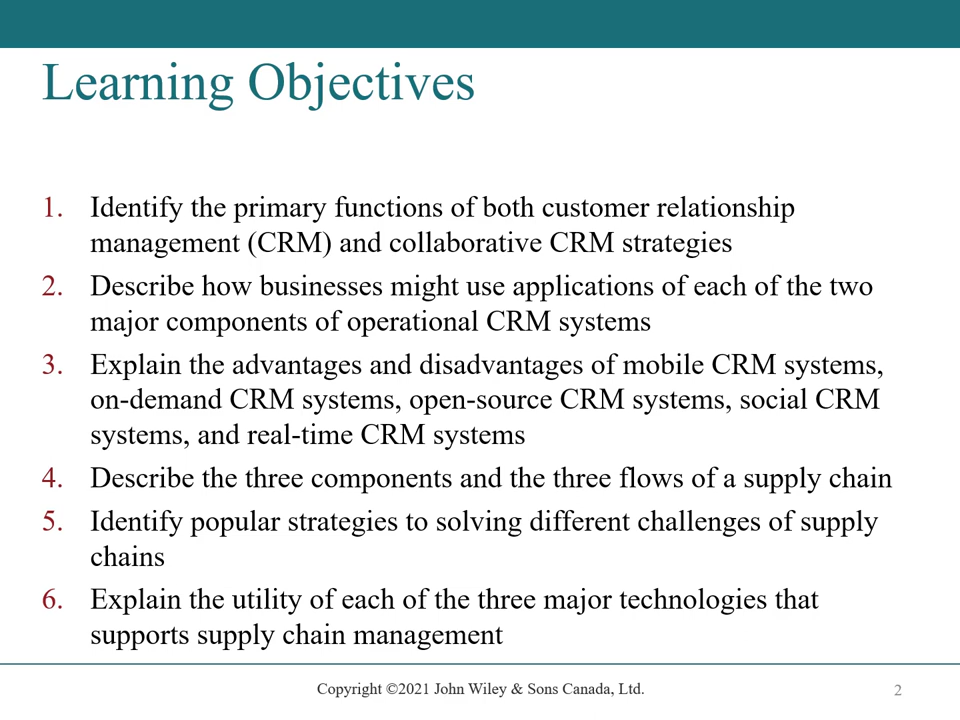 Learning Objectives
1. Identify the primary functions of both customer relationship
management (CRM) and collaborative CRM strategies
2. Describe how businesses might use applications of each of the two
major components of operational CRM systems
3. Explain the advantages and disadvantages of mobile CRM systems,
on-demand CRM systems, open-source CRM systems, social CRM
systems, and real-time CRM systems
4. Describe the three components and the three flows of a supply chain
5. Identify popular strategies to solving different challenges of supply
chains
6. Explain the utility of each of the three major technologies that
supports supply chain management
Copyright ©2021 John Wiley & Sons Canada, Ltd.
2